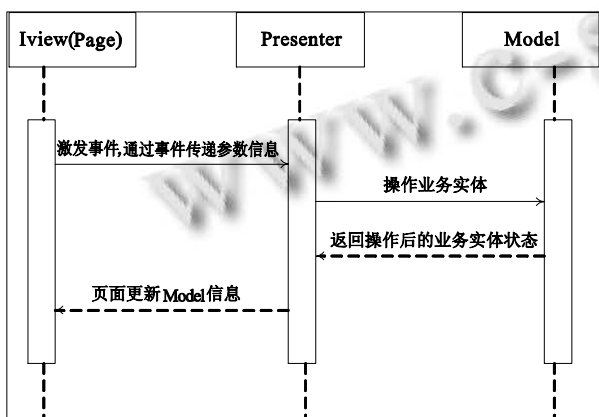 Iview(Page)
Presenter
Model
激发事件,通过事件传递参数信息
操作业务实体
返回操作后的业务实体状态
页面更新Model信息
www.c-s